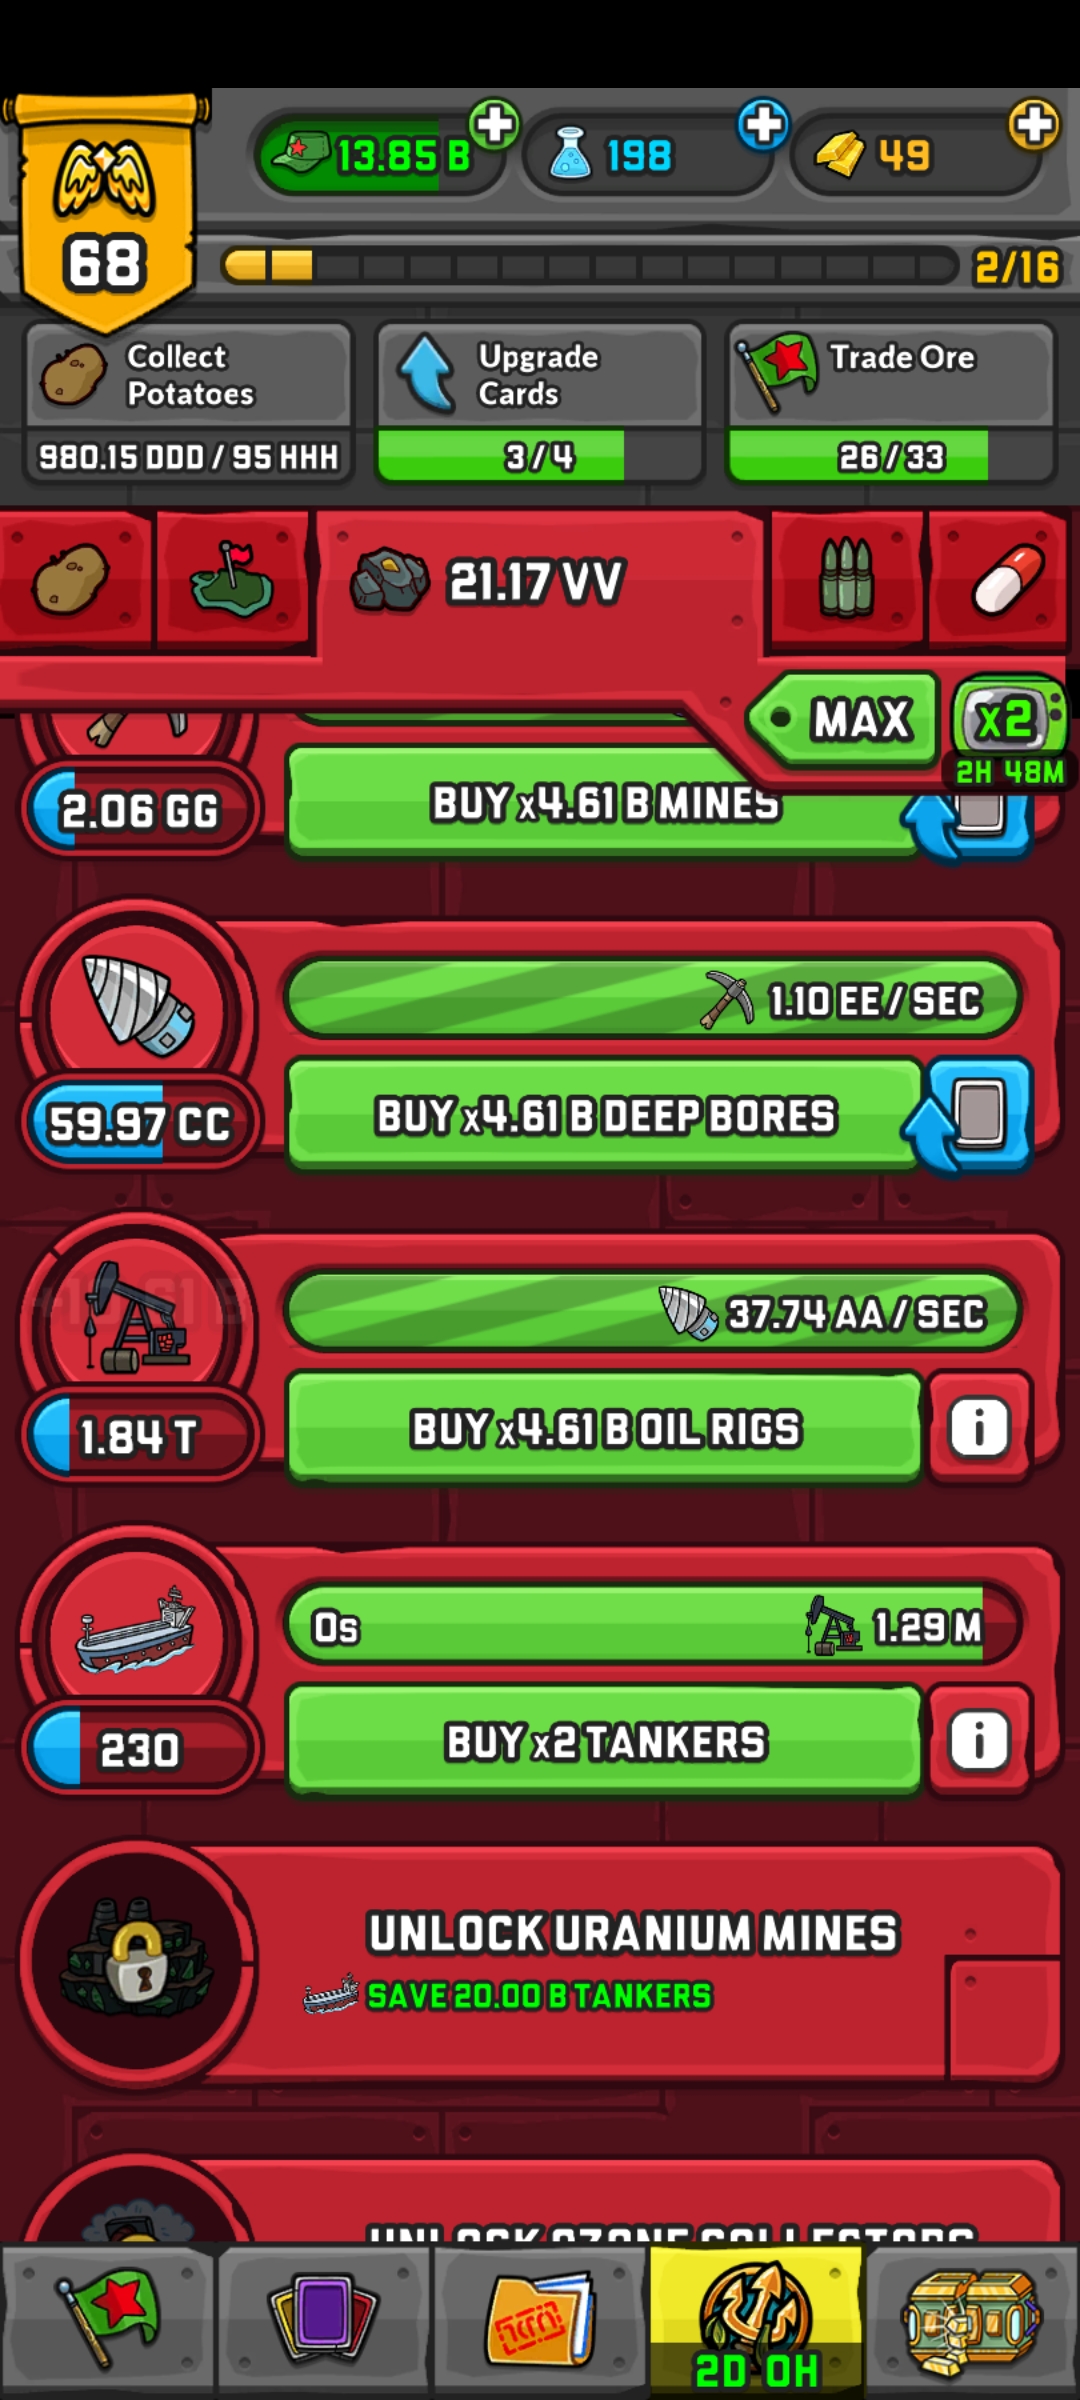 13.85 B
198
49
68
2/16
Collect
Potatoes
Upgrade
Cards
Trade Ore
980.15 DDD / 95 HHH
3/4
26/33
21.17 VV
MAX
x2
2H 48M
2.06 GG
BUY x4.61 B MINES
1.10 EE / SEC
59.97 CC
BUY x4.61 B DEEP BORES
37.74 AA / SEC
1.84 T
BUY x4.61 B OIL RIGS
0s
1.29 M
230
BUY x2 TANKERS
UNLOCK URANIUM MINES
SAVE 20.00 B TANKERS
UNLOCK OZONE COLLECTORS
2D 0H